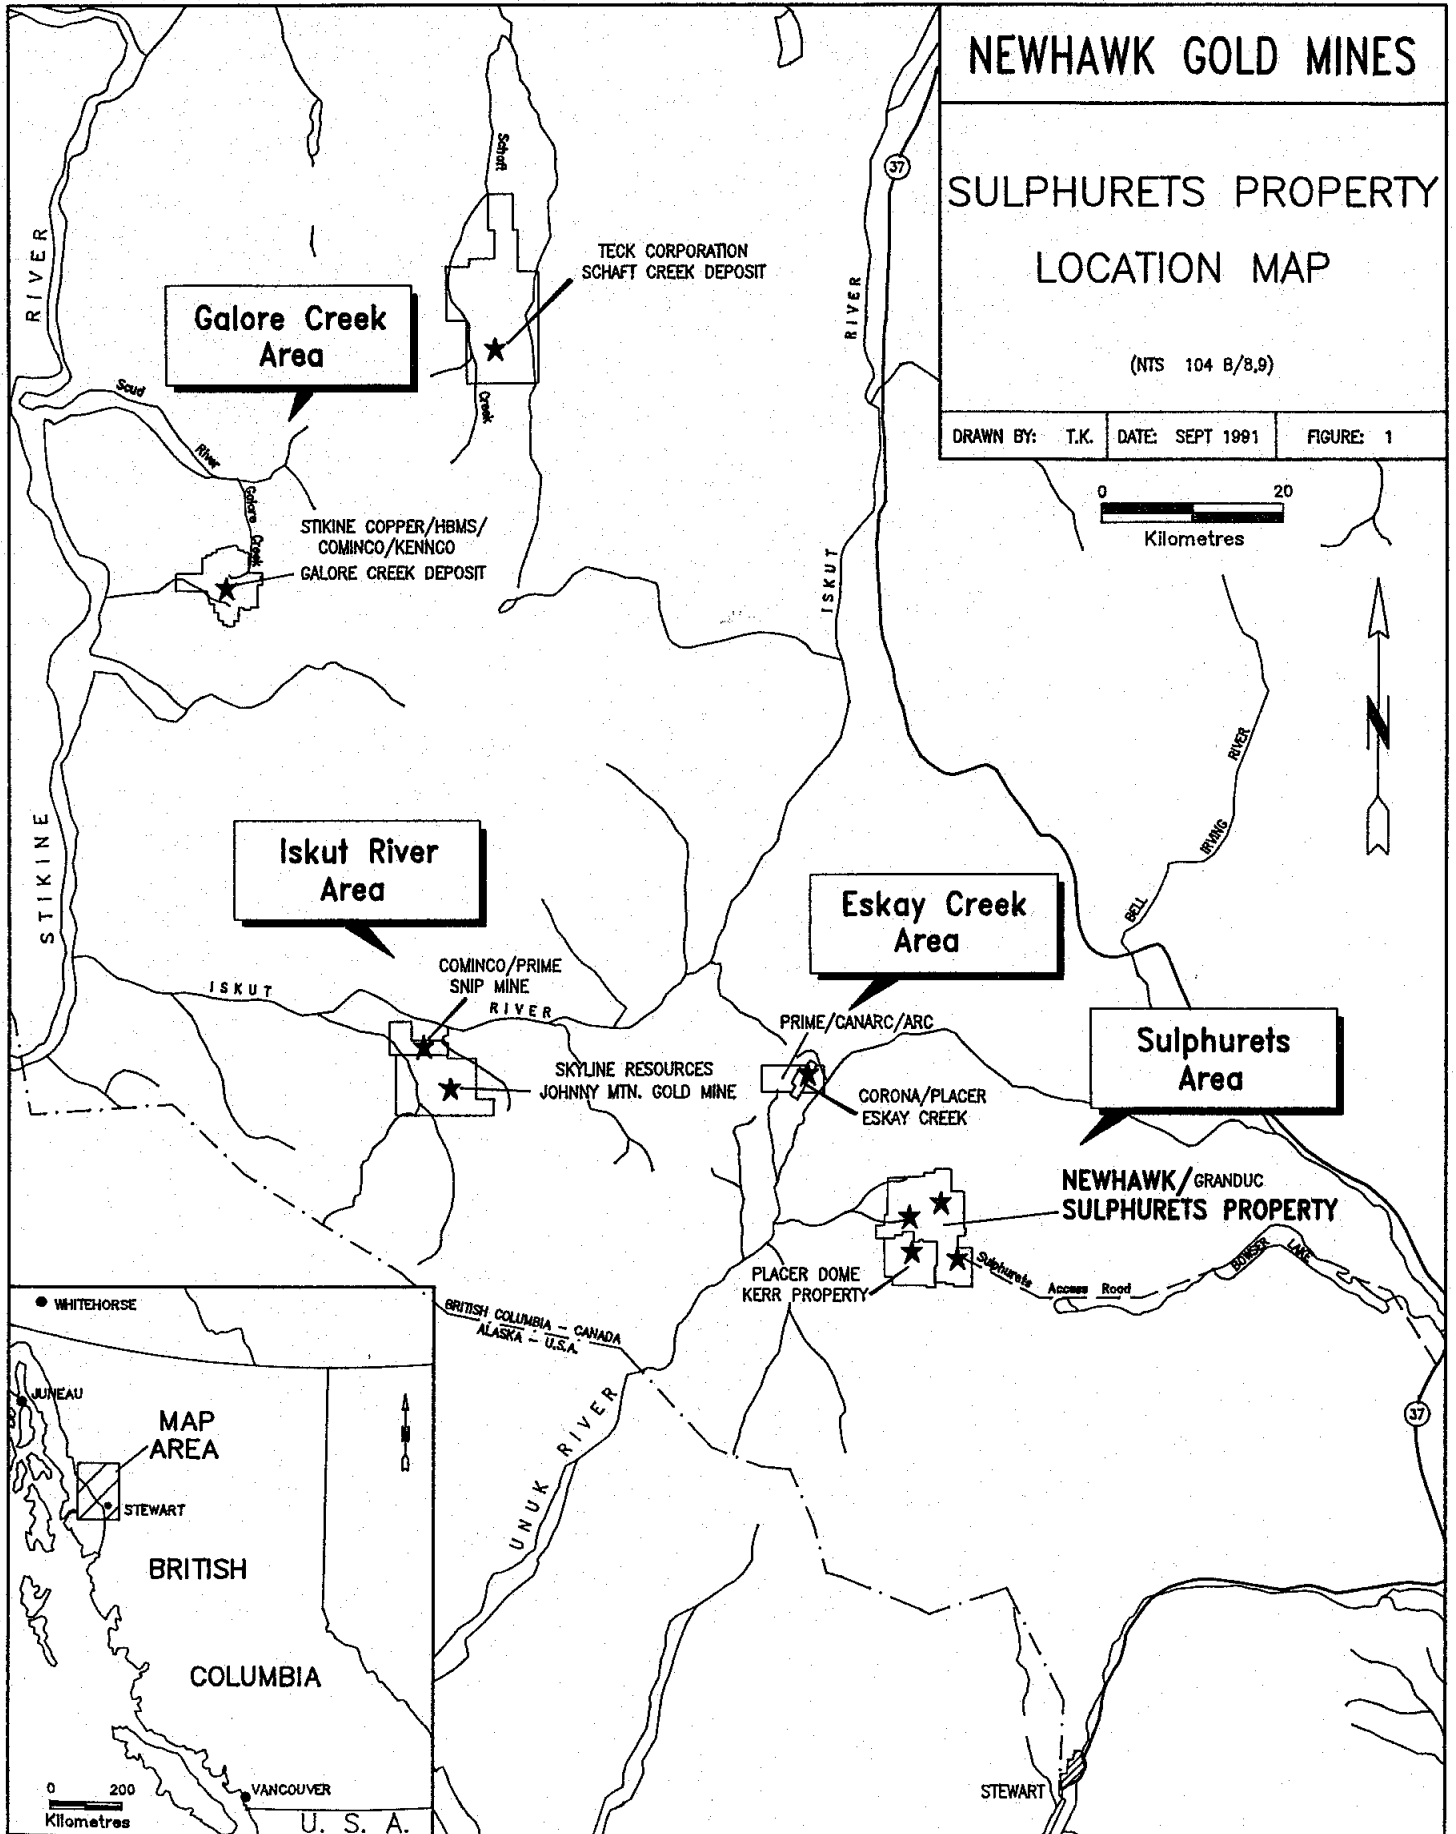 NEWHAWK GOLD MINES
SULPHURETS PROPERTY
LOCATION MAP
(NTS 104 B/8,9)
DRAWN BY: T.K.
DATE: SEPT 1991
FIGURE: 1
0 20
Kilometres
N
37
RIVER
STIKINE
Schaft
Creek
TECK CORPORATION
SCHAFT CREEK DEPOSIT
Galore Creek
Area
Scud
River
Galore
Creek
STIKINE COPPER/HBMS/
COMINCO/KENNCO
GALORE CREEK DEPOSIT
RIVER
ISKUT
RIVER
IRVING
BELL
Iskut River
Area
Eskay Creek
Area
COMINCO/PRIME
SNIP MINE
ISKUT
RIVER
SKYLINE RESOURCES
JOHNNY MTN. GOLD MINE
PRIME/CANARC/ARC
CORONA/PLACER
ESKAY CREEK
Sulphurets
Area
NEWHAWK/GRANDUC
SULPHURETS PROPERTY
PLACER DOME
KERR PROPERTY
Sulphurets Access Road
BOWSER LAKE
BRITISH COLUMBIA - CANADA
ALASKA - U.S.A.
UNUK RIVER
37
STEWART
WHITEHORSE
JUNEAU
MAP
AREA
N
STEWART
BRITISH
COLUMBIA
0 200
Kilometres
VANCOUVER
U. S. A.